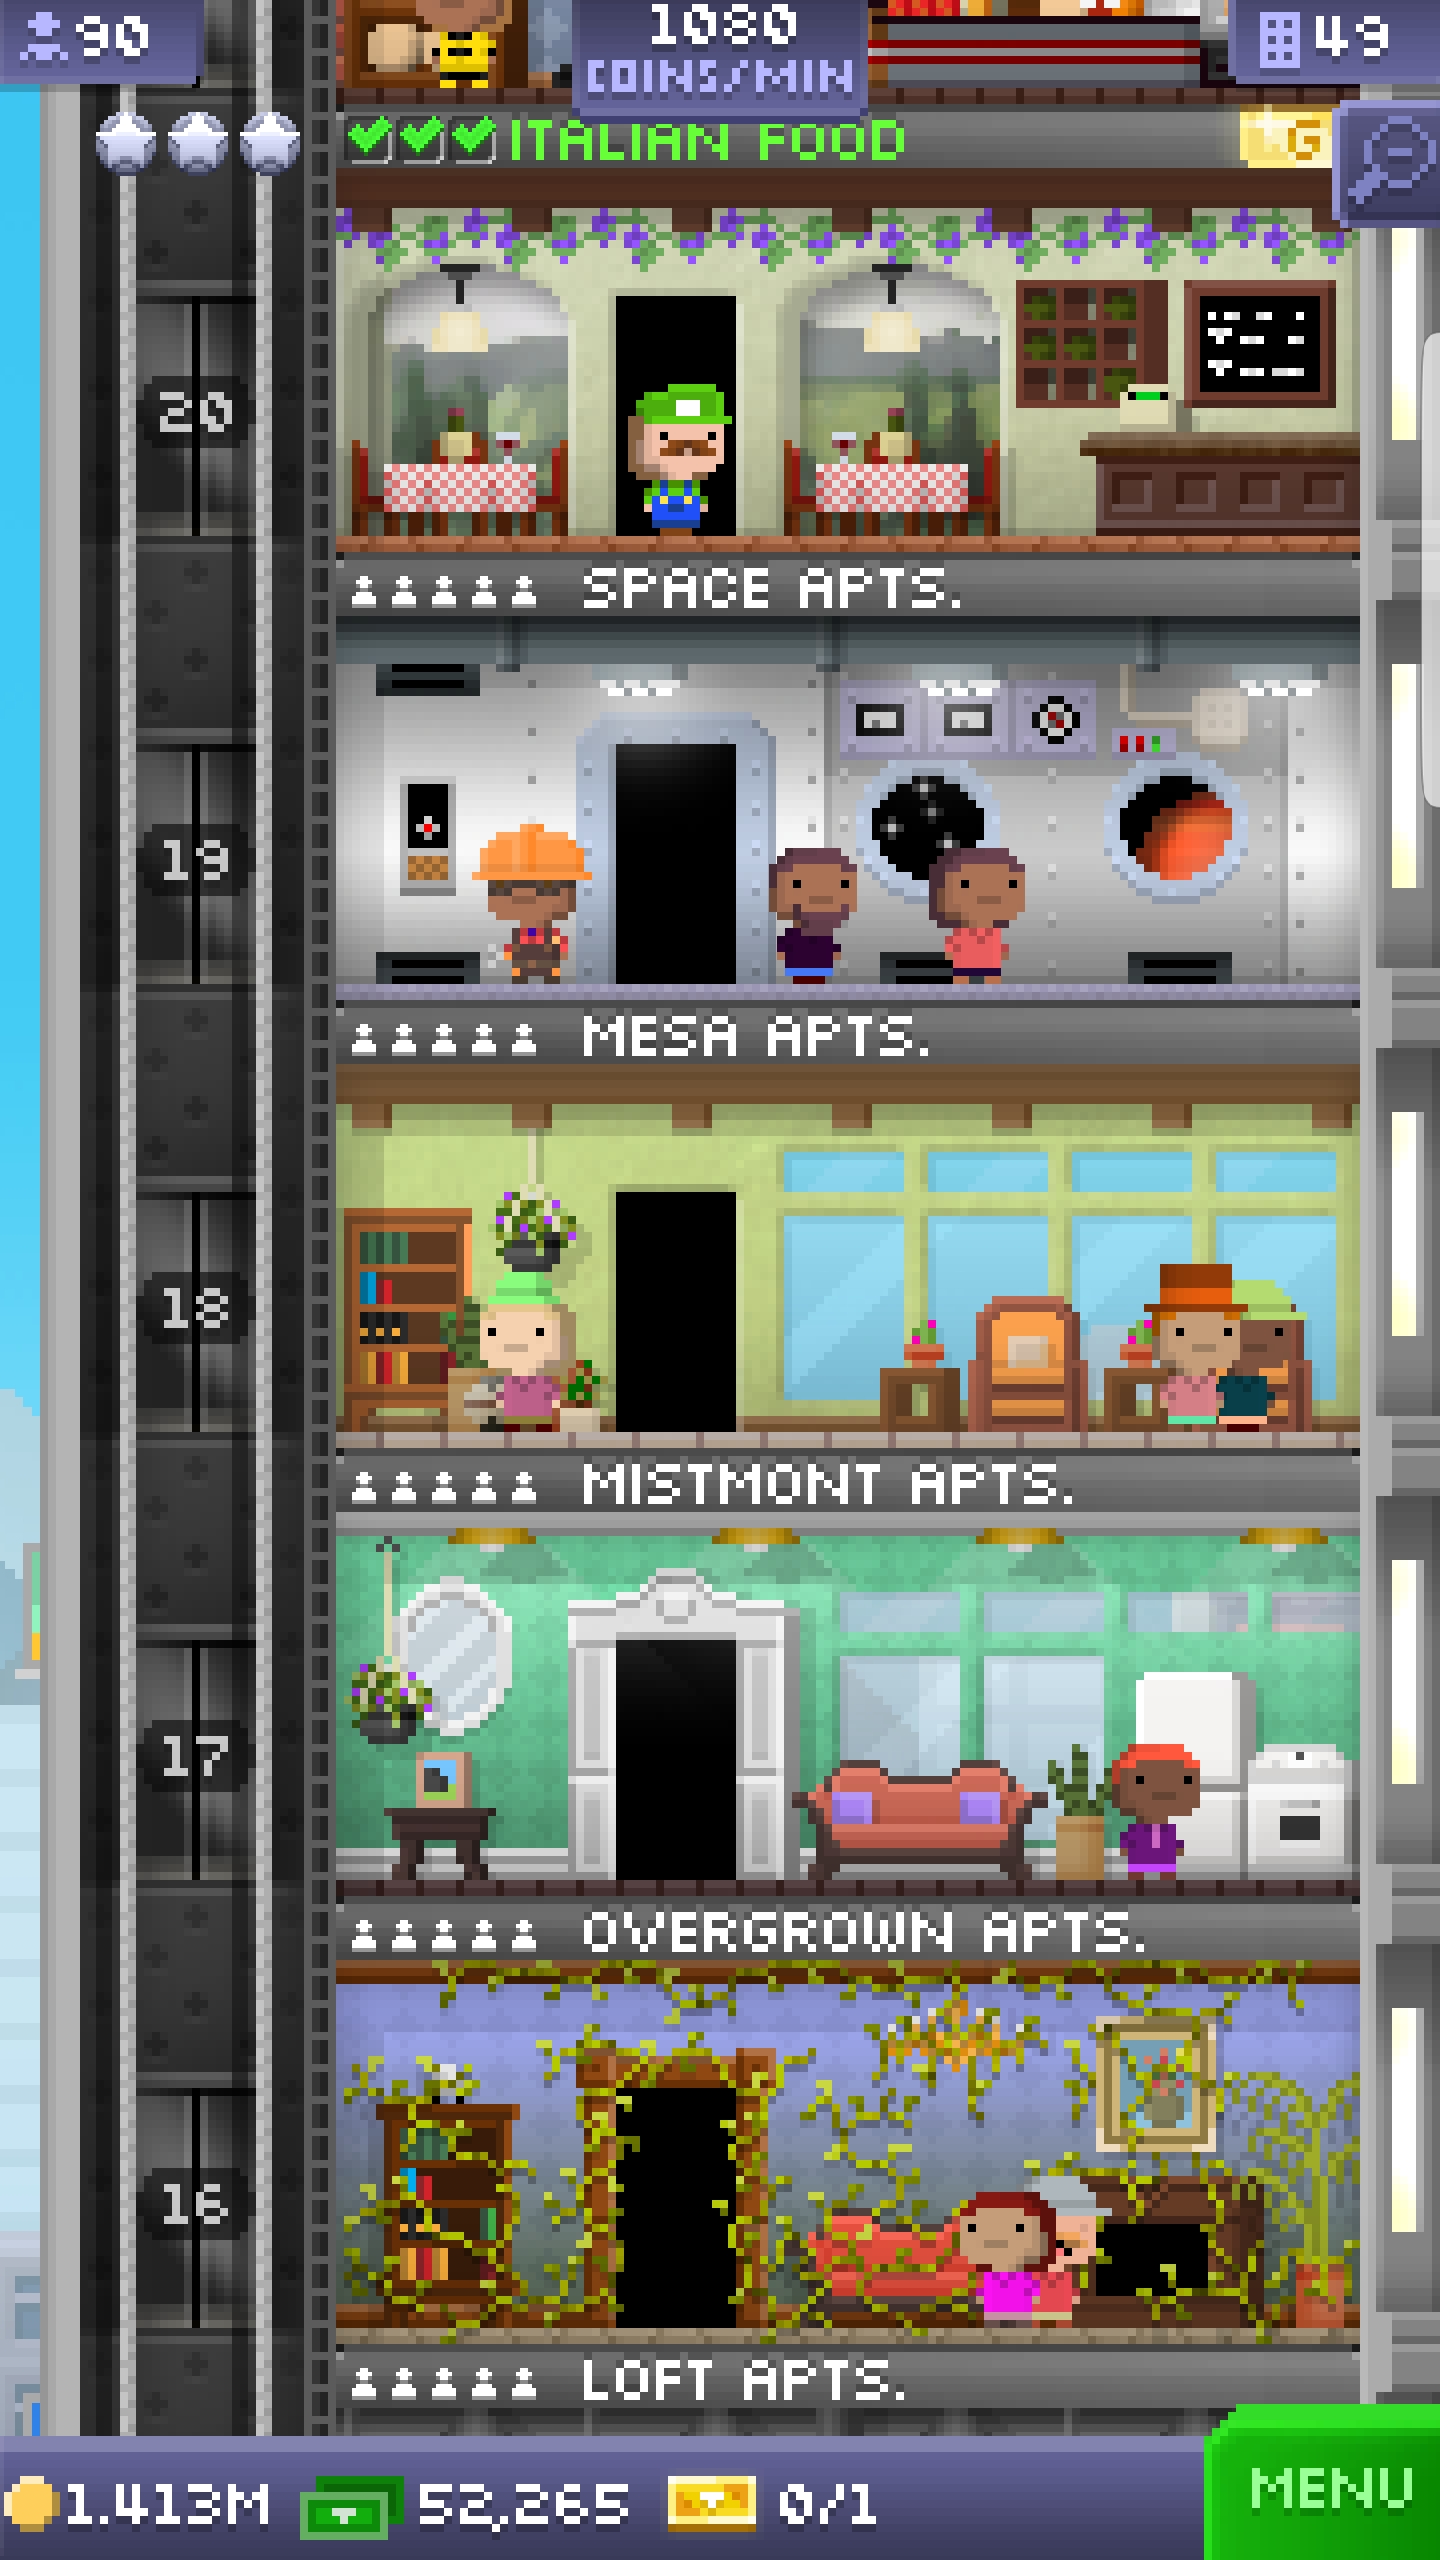 90
1080
COINS/MIN
49
ITALIAN FOOD
G
20
SPACE APTS.
19
MESA APTS.
18
MISTMONT APTS.
17
OVERGROWN APTS.
16
LOFT APTS.
1.413M
52,265
0/1
MENU